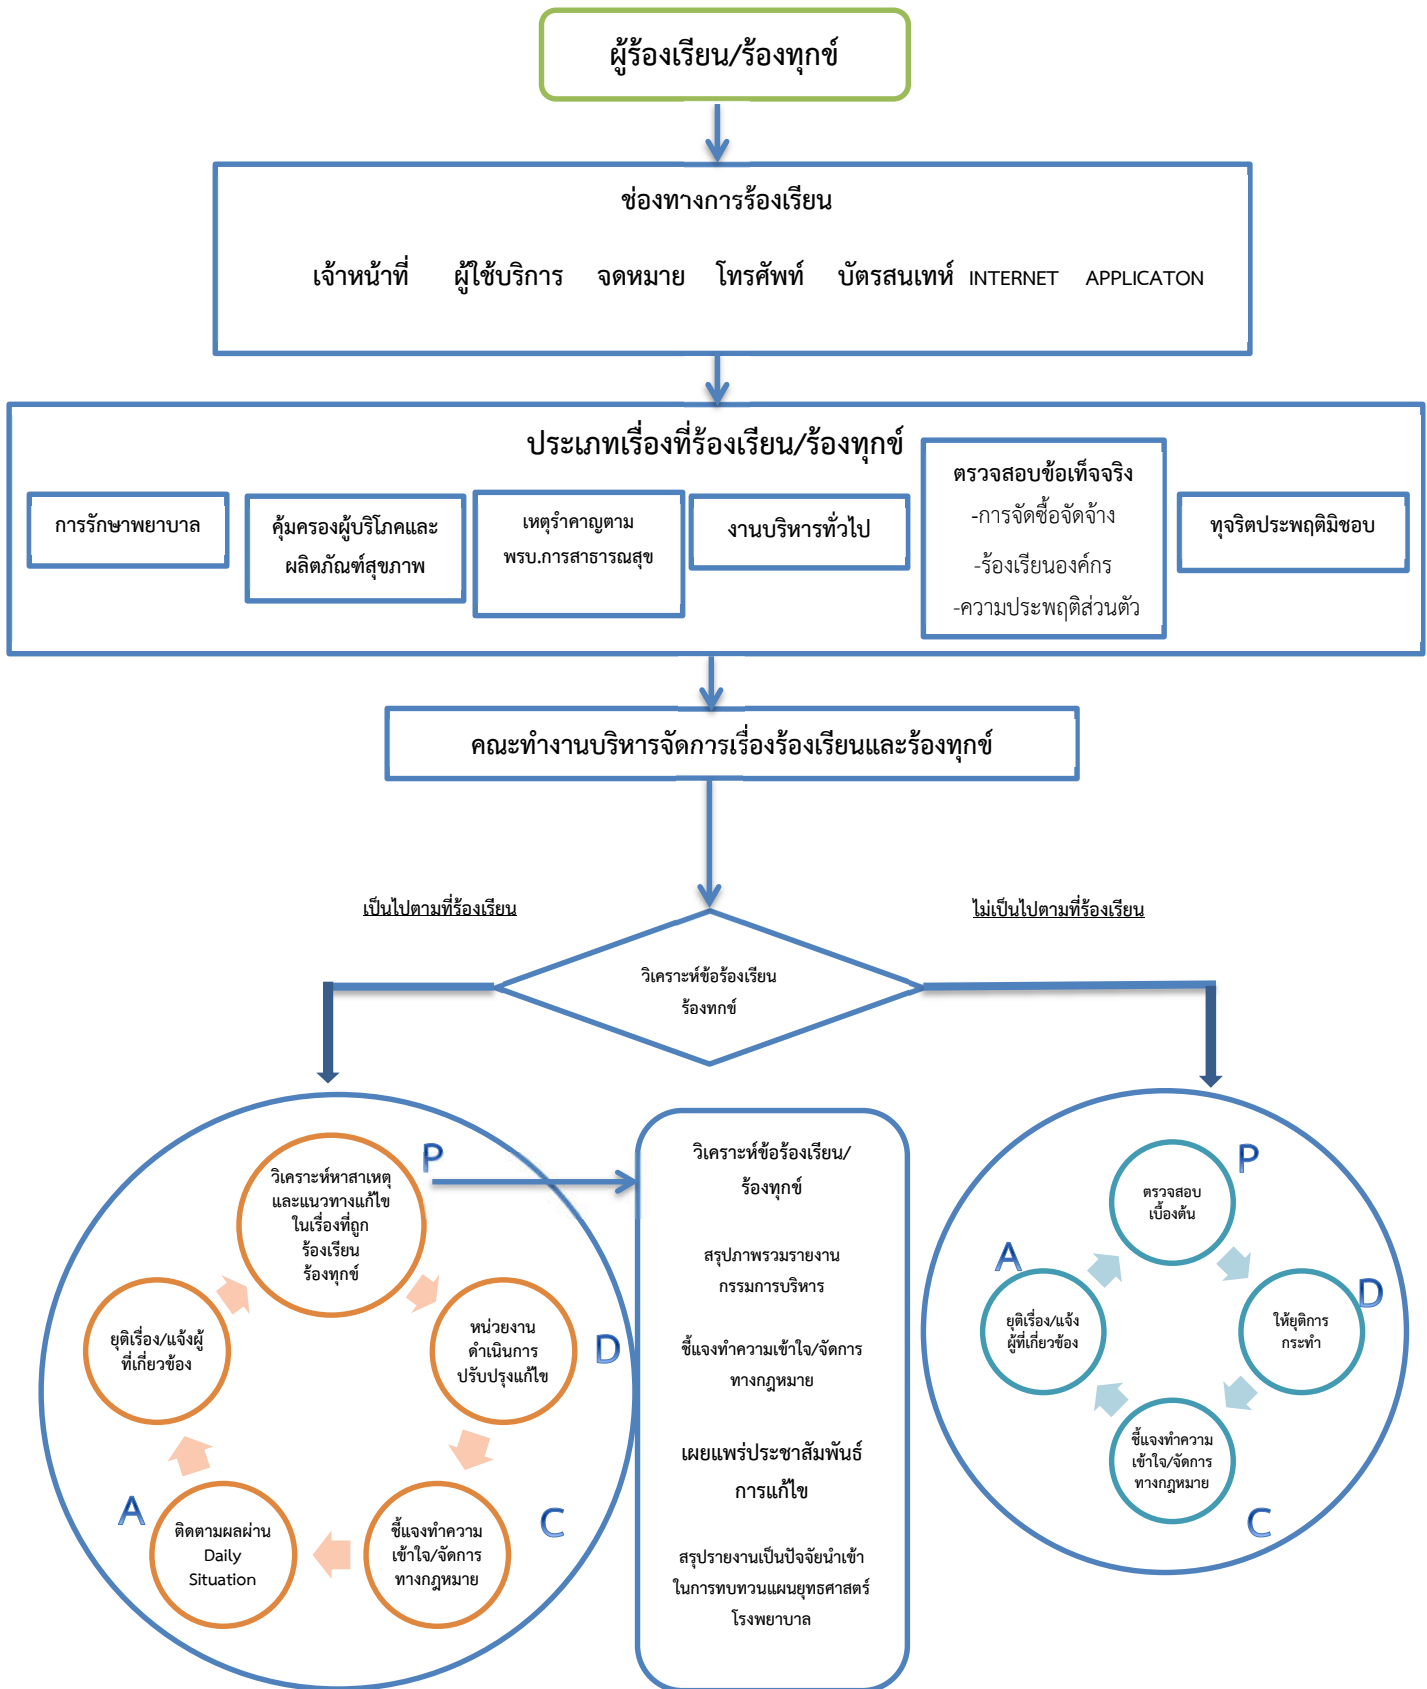 ผู้ร้องเรียน/ร้องทุกข์
ช่องทางการร้องเรียน
เจ้าหน้าที่ ผู้ใช้บริการ จดหมาย โทรศัพท์ บัตรสนเทห์ INTERNET APPLICATON
ประเภทเรื่องที่ร้องเรียน/ร้องทุกข์
การรักษาพยาบาล
คุ้มครองผู้บริโภคและ
ผลิตภัณฑ์สุขภาพ
เหตุรำคาญตาม
พรบ.การสาธารณสุข
งานบริหารทั่วไป
ตรวจสอบข้อเท็จจริง
-การจัดซื้อจัดจ้าง
-ร้องเรียนองค์กร
-ความประพฤติส่วนตัว
ทุจริตประพฤติมิชอบ
คณะทำงานบริหารจัดการเรื่องร้องเรียนและร้องทุกข์
เป็นไปตามที่ร้องเรียน
ไม่เป็นไปตามที่ร้องเรียน
วิเคราะห์ข้อร้องเรียน
ร้องทกข์
P
วิเคราะห์หาสาเหตุ
และแนวทางแก้ไข
ในเรื่องที่ถูก
ร้องเรียน
ร้องทุกข์
D
หน่วยงาน
ดำเนินการ
ปรับปรุงแก้ไข
C
ชี้แจงทำความ
เข้าใจ/จัดการ
ทางกฎหมาย
A
ติดตามผลผ่าน
Daily
Situation
ยุติเรื่อง/แจ้งผู้
ที่เกี่ยวข้อง
วิเคราะห์ข้อร้องเรียน/
ร้องทุกข์
สรุปภาพรวมรายงาน
กรรมการบริหาร
ชี้แจงทำความเข้าใจ/จัดการ
ทางกฎหมาย
เผยแพร่ประชาสัมพันธ์
การแก้ไข
สรุปรายงานเป็นปัจจัยนำเข้า
ในการทบทวนแผนยุทธศาสตร์
โรงพยาบาล
P
ตรวจสอบ
เบื้องต้น
D
ให้ยุติการ
กระทำ
C
ชี้แจงทำความ
เข้าใจ/จัดการ
ทางกฎหมาย
A
ยุติเรื่อง/แจ้ง
ผู้ที่เกี่ยวข้อง